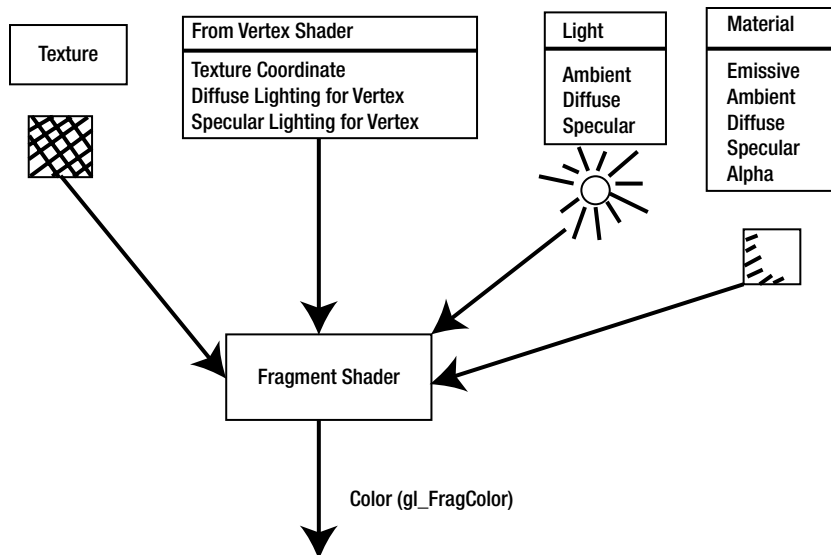 Texture
From Vertex Shader
Texture Coordinate
Diffuse Lighting for Vertex
Specular Lighting for Vertex
Light
Ambient
Diffuse
Specular
Material
Emissive
Ambient
Diffuse
Specular
Alpha
Fragment Shader
Color (gl_FragColor)